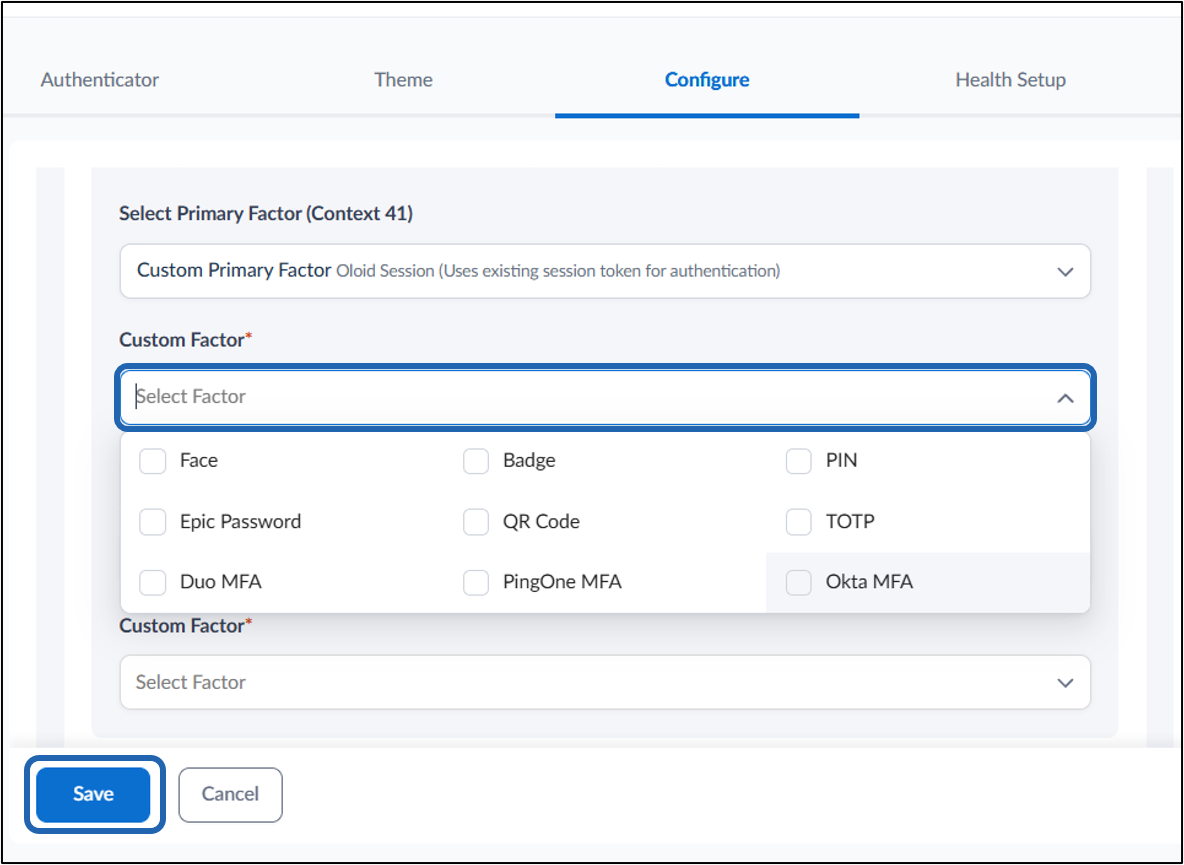 Authenticator Theme Configure Health Setup
Select Primary Factor (Context 41)
Custom Primary Factor Oloid Session (Uses existing session token for authentication)
Custom Factor*
Select Factor
Face Badge PIN
Epic Password QR Code TOTP
Duo MFA PingOne MFA Okta MFA
Custom Factor*
Select Factor
Save Cancel